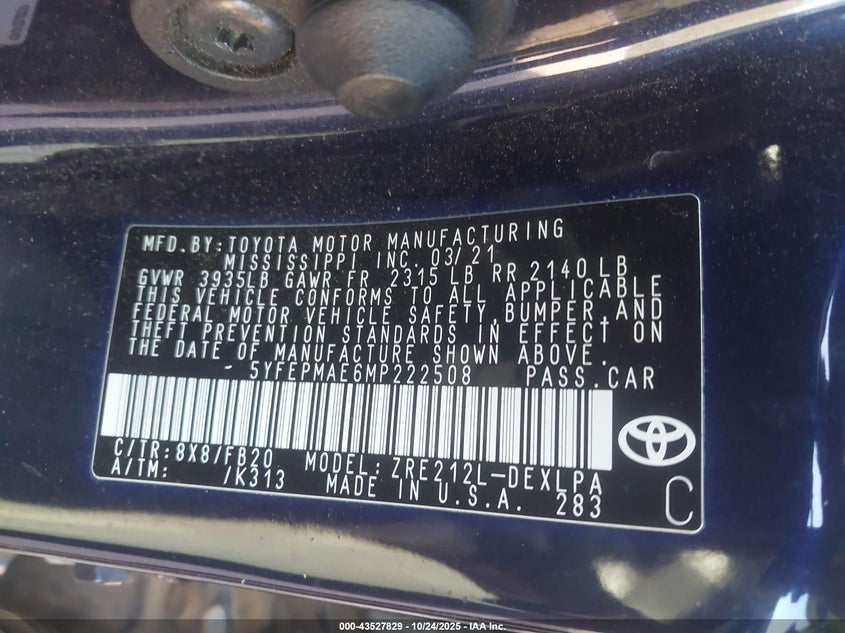 MFD.BY:TOYOTA MOTOR MANUFACTURING
MISSISSIPPI INC.03/21
GVWR 3935LB GAWR FR 2315 LB RR 2140 LB
THIS VEHICLE CONFORMS TO ALL APPLICABLE
FEDERAL MOTOR VEHICLE SAFETY,BUMPER,AND
THEFT PREVENTION STANDARDS IN EFFECT ON
THE DATE OF MANUFACTURE SHOWN ABOVE.
5YFEPMAE6MP222508 PASS.CAR
C/TR:8X8/FB20 MODEL:ZRE212L-DEXLPA
A/TM: /K313 MADE IN U.S.A. 283
C
000-43527829 - 10/24/2025 - IAA Inc.